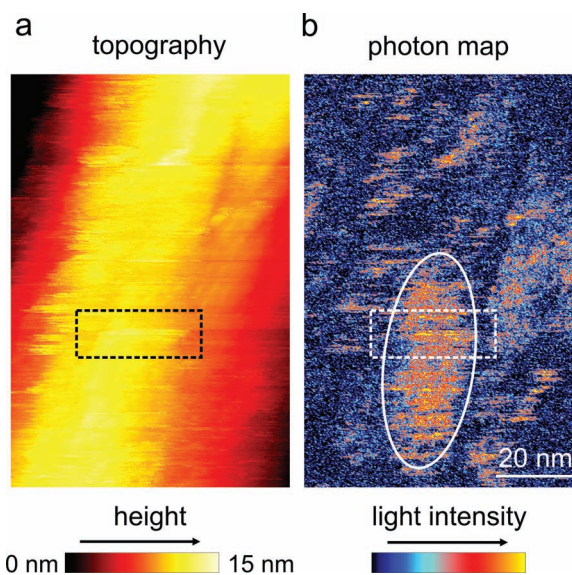 a
topography
b
photon map
20 nm
height
0 nm
15 nm
light intensity